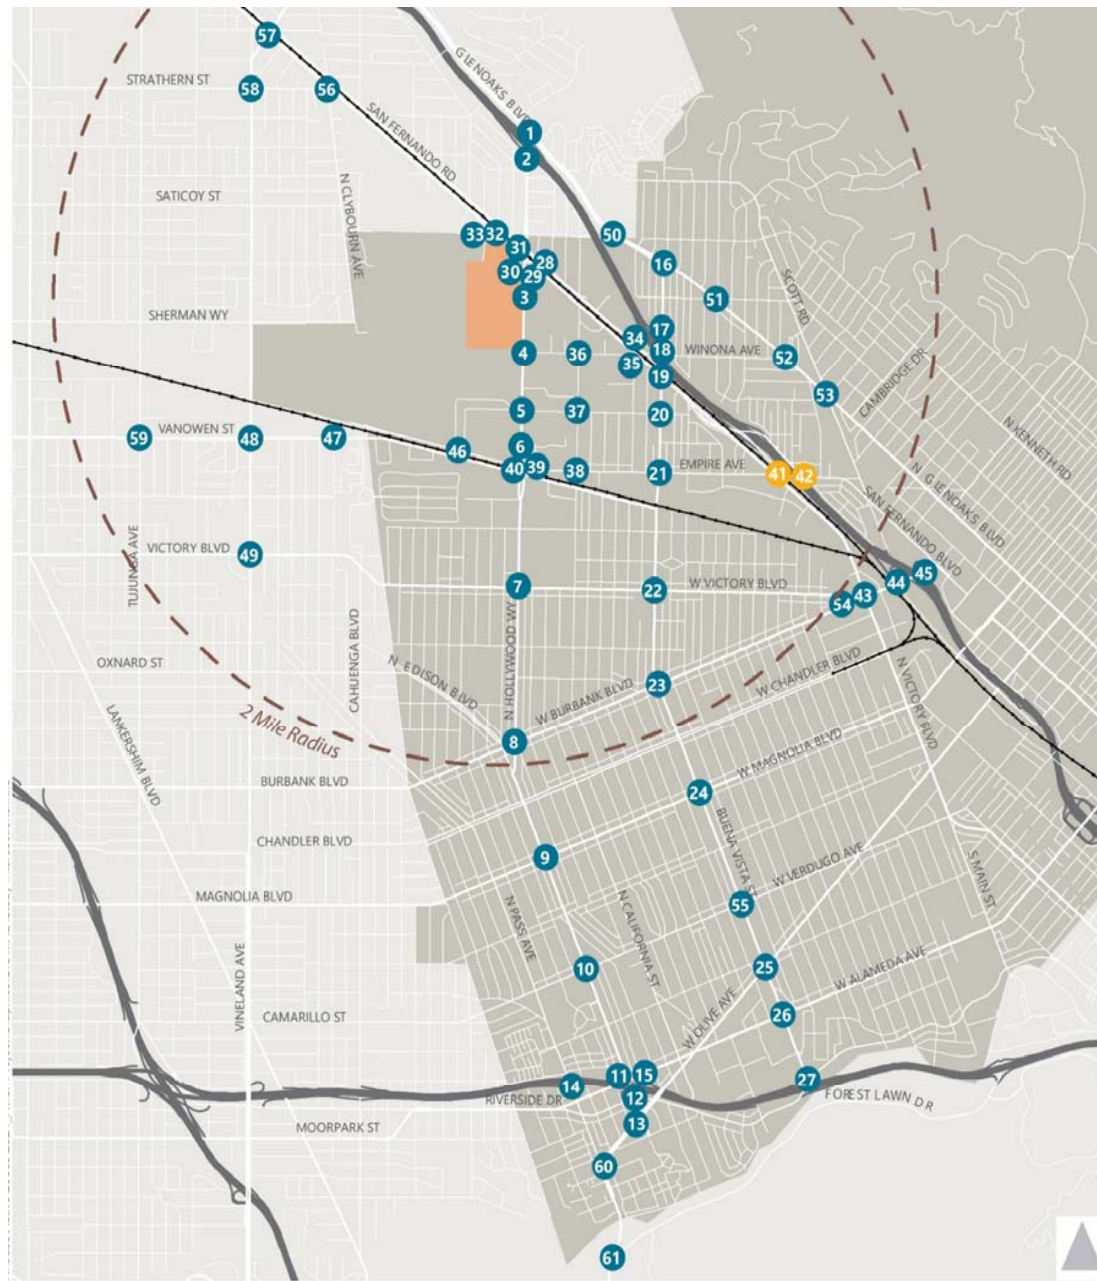 57
GLENOAKS BLVD
STRATHERN ST
58
56
SAN FERNANDO RD
1
2
SATICOY ST
N CLYBOURN AVE
33
32
31
50
28
16
30
29
SCOTT RD
3
51
SHERMAN WY
34
17
4
36
18
WINONA AVE
35
52
CAMBRIDGE DR
19
53
5
37
20
N KENNETH RD
59
VANOWEN ST
48
47
6
46
40
39
38
21
EMPIRE AVE
41
42
N GLENOAKS BLVD
SAN FERNANDO BLVD
TUJUNGA AVE
VICTORY BLVD
49
7
22
W VICTORY BLVD
54
43
44
45
CAHUENGA BLVD
N HOLLYWOOD WY
OXNARD ST
N EDISON BLVD
W BURBANK BLVD
23
W CHANDLER BLVD
N VICTORY BLVD
LANKERSHIM BLVD
2 Mile Radius
8
W MAGNOLIA BLVD
BURBANK BLVD
24
BUENA VISTA ST
CHANDLER BLVD
9
W VERDUGO AVE
S MAIN ST
MAGNOLIA BLVD
N PASS AVE
N CALIFORNIA ST
55
VINELAND AVE
10
25
W ALAMEDA AVE
CAMARILLO ST
W OLIVE AVE
26
11
15
27
14
RIVERSIDE DR
12
FOREST LAWN DR
MOORPARK ST
13
60
61